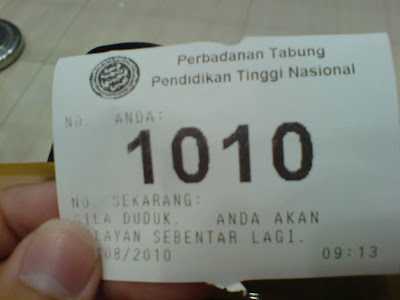 Perbadanan Tabung
Pendidikan Tinggi Nasional
NO. ANDA:
1010
NO. SEKARANG:
SILA DUDUK. ANDA AKAN
LAYAN SEBENTAR LAGI.
/08/2010 09:13